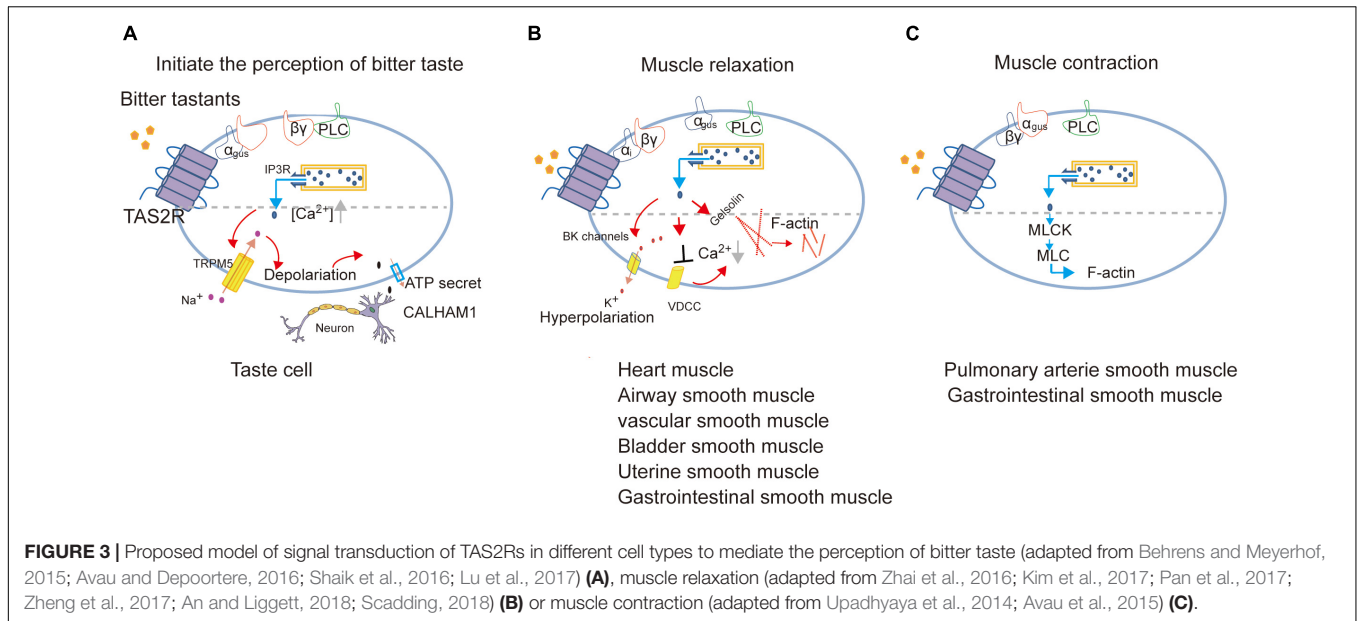 A
Initiate the perception of bitter taste
Bitter tastants
αgus
βγ
PLC
IP3R
TAS2R
[Ca2+]
TRPM5
Depolariation
Na+
ATP secret
CALHAM1
Neuron
Taste cell
B
Muscle relaxation
αi
βγ
αgus
PLC
Gelsolin
F-actin
BK channels
Ca2+
K+
VDCC
Hyperpolariation
Heart muscle
Airway smooth muscle
vascular smooth muscle
Bladder smooth muscle
Uterine smooth muscle
Gastrointestinal smooth muscle
C
Muscle contraction
βγ
αgus
PLC
MLCK
MLC
F-actin
Pulmonary arterie smooth muscle
Gastrointestinal smooth muscle
FIGURE 3 | Proposed model of signal transduction of TAS2Rs in different cell types to mediate the perception of bitter taste (adapted from Behrens and Meyerhof,
2015; Avau and Depoortere, 2016; Shaik et al., 2016; Lu et al., 2017) (A), muscle relaxation (adapted from Zhai et al., 2016; Kim et al., 2017; Pan et al., 2017;
Zheng et al., 2017; An and Liggett, 2018; Scadding, 2018) (B) or muscle contraction (adapted from Upadhyaya et al., 2014; Avau et al., 2015) (C).